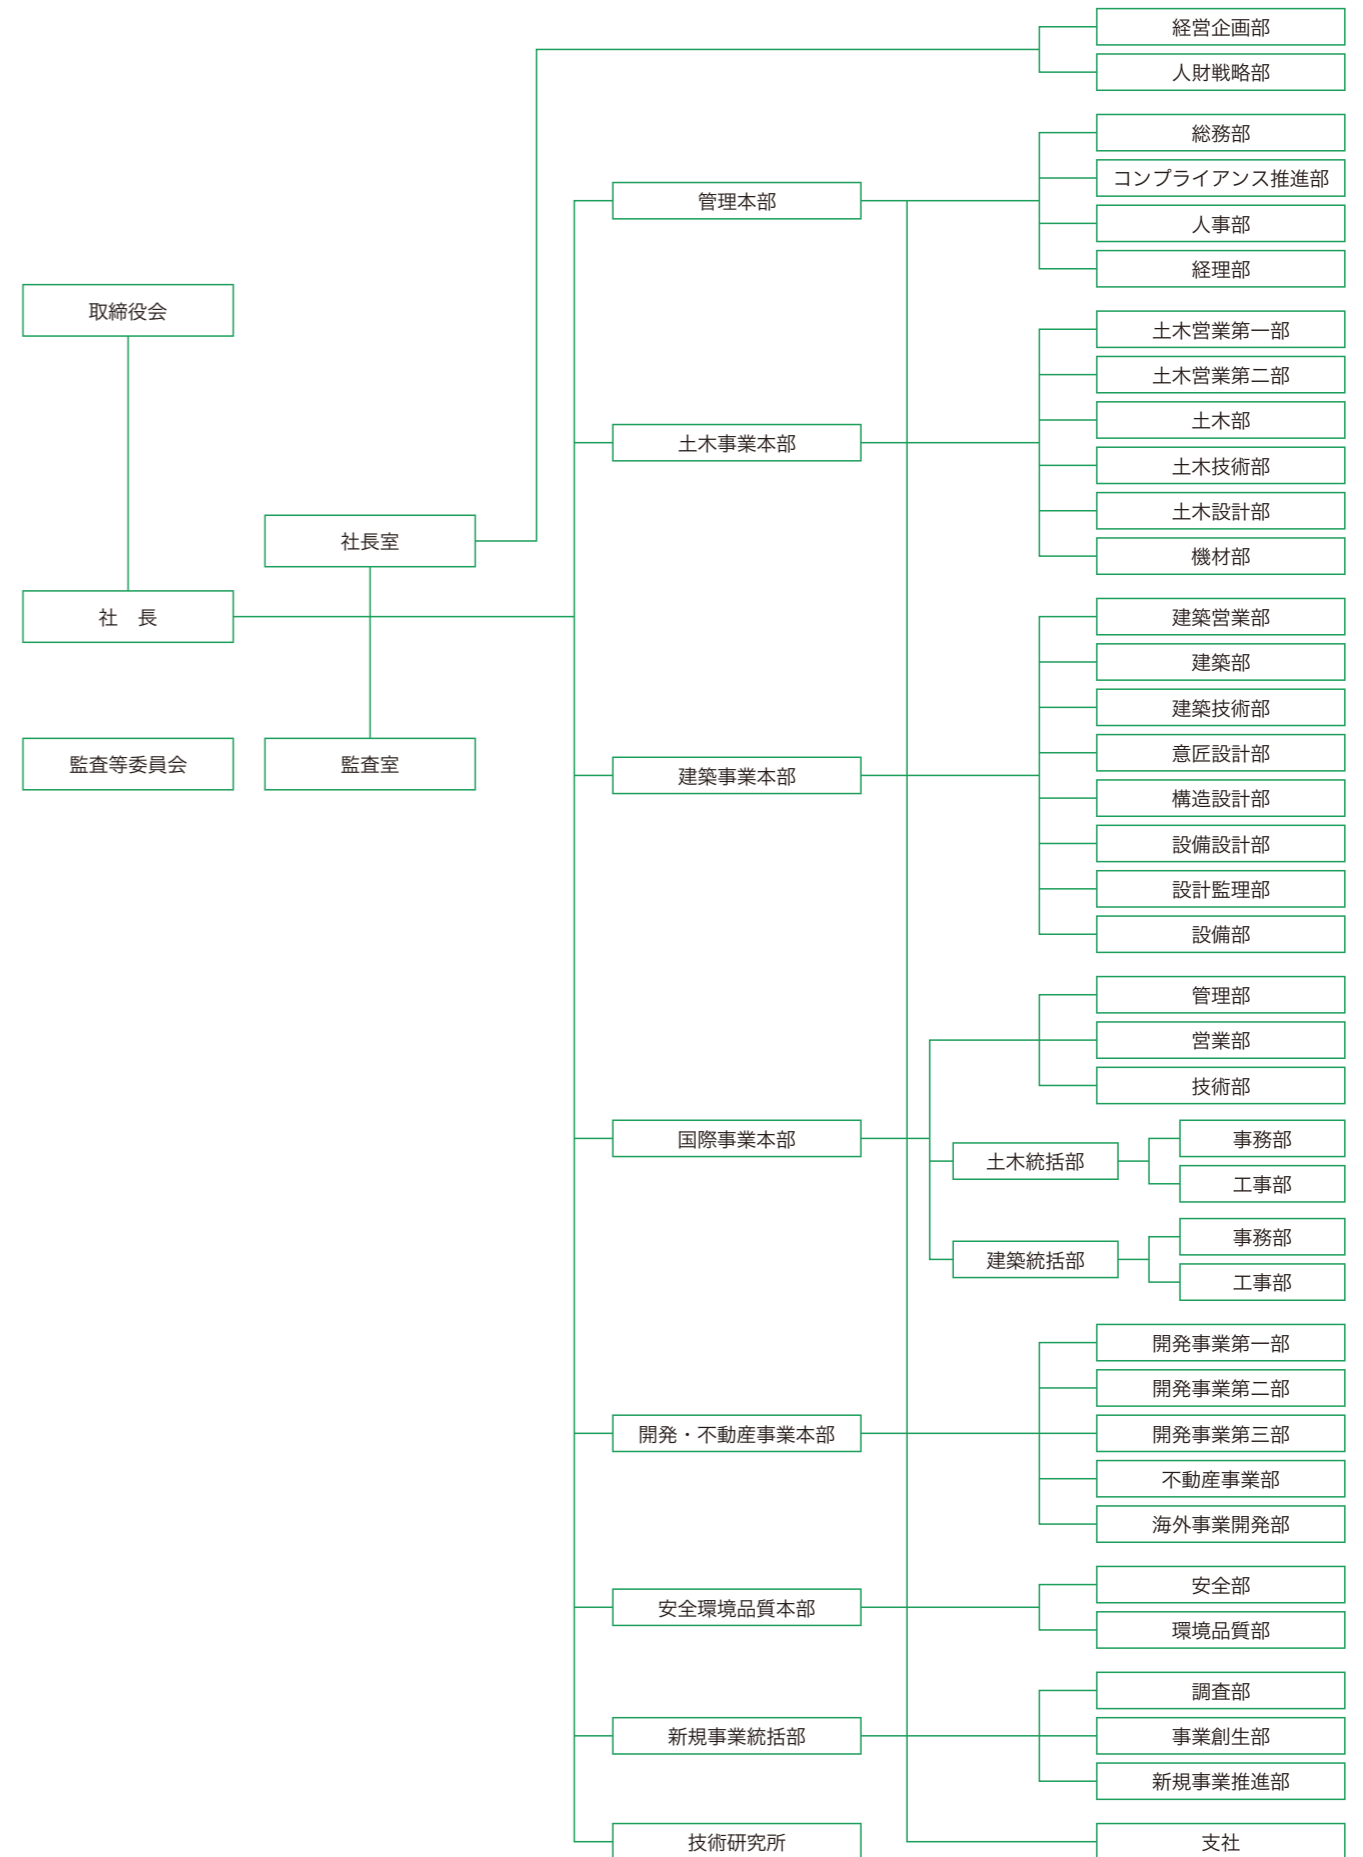 取締役会
社　長
監査等委員会
社長室
監査室
経営企画部
人財戦略部
管理本部
総務部
コンプライアンス推進部
人事部
経理部
土木事業本部
土木営業第一部
土木営業第二部
土木部
土木技術部
土木設計部
機材部
建築事業本部
建築営業部
建築部
建築技術部
意匠設計部
構造設計部
設備設計部
設計監理部
設備部
国際事業本部
管理部
営業部
技術部
土木統括部
事務部
工事部
建築統括部
事務部
工事部
開発・不動産事業本部
開発事業第一部
開発事業第二部
開発事業第三部
不動産事業部
海外事業開発部
安全環境品質本部
安全部
環境品質部
新規事業統括部
調査部
事業創生部
新規事業推進部
技術研究所
支社